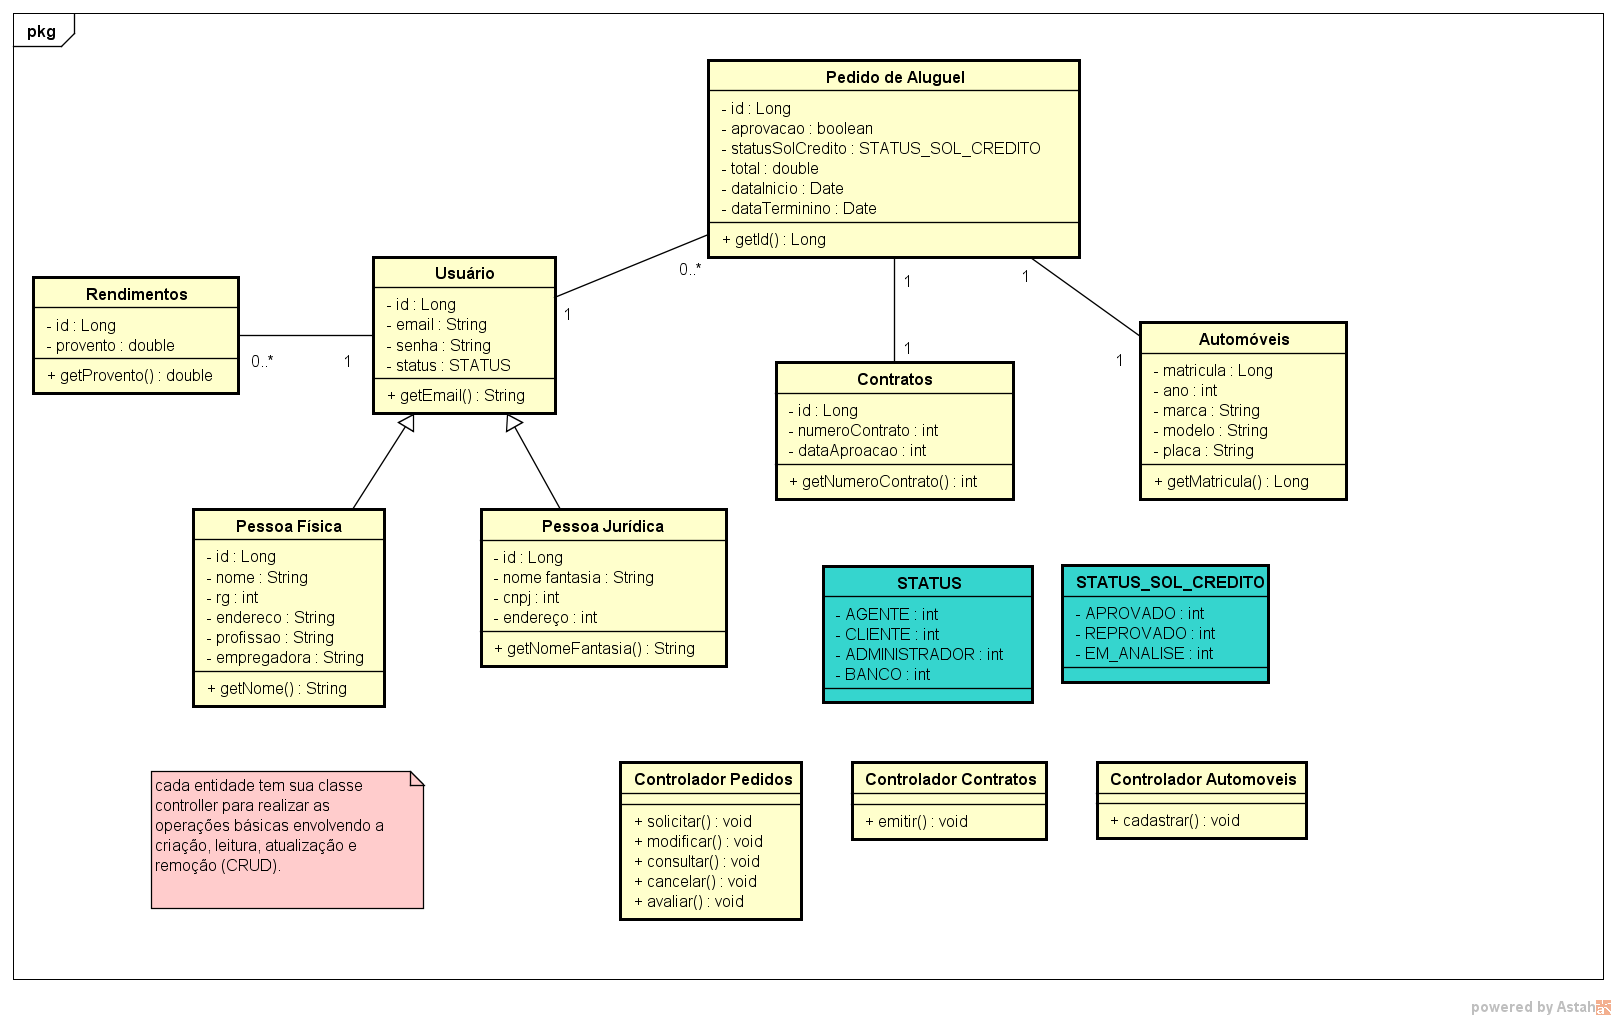 pkg
Pedido de Aluguel
- id : Long
- aprovacao : boolean
- statusSolCredito : STATUS_SOL_CREDITO
- total : double
- dataInicio : Date
- dataTerminino : Date
+ getId() : Long
0..*
1
1
1
1
1
Usuário
- id : Long
- email : String
- senha : String
- status : STATUS
+ getEmail() : String
Rendimentos
- id : Long
- provento : double
+ getProvento() : double
0..*
1
Contratos
- id : Long
- numeroContrato : int
- dataAproacao : int
+ getNumeroContrato() : int
Automóveis
- matricula : Long
- ano : int
- marca : String
- modelo : String
- placa : String
+ getMatricula() : Long
Pessoa Física
- id : Long
- nome : String
- rg : int
- endereco : String
- profissao : String
- empregadora : String
+ getNome() : String
Pessoa Jurídica
- id : Long
- nome fantasia : String
- cnpj : int
- endereço : int
+ getNomeFantasia() : String
STATUS
- AGENTE : int
- CLIENTE : int
- ADMINISTRADOR : int
- BANCO : int
STATUS_SOL_CREDITO
- APROVADO : int
- REPROVADO : int
- EM_ANALISE : int
cada entidade tem sua classe
controller para realizar as
operações básicas envolvendo a
criação, leitura, atualização e
remoção (CRUD).
Controlador Pedidos
+ solicitar() : void
+ modificar() : void
+ consultar() : void
+ cancelar() : void
+ avaliar() : void
Controlador Contratos
+ emitir() : void
Controlador Automoveis
+ cadastrar() : void
powered by Astah